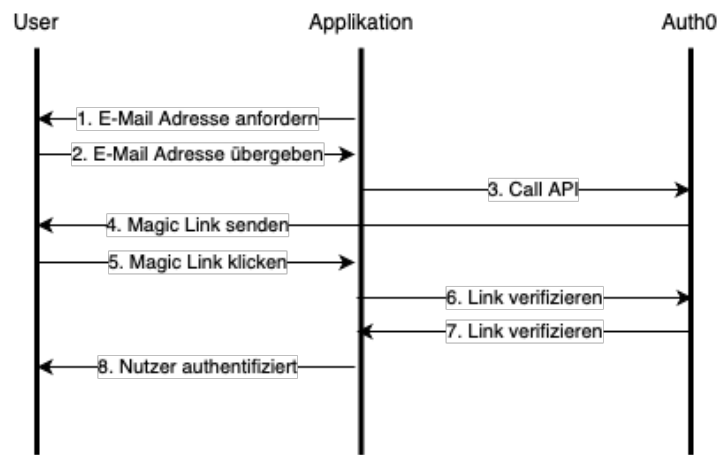 User
Applikation
Auth0
1. E-Mail Adresse anfordern
2. E-Mail Adresse übergeben
3. Call API
4. Magic Link senden
5. Magic Link klicken
6. Link verifizieren
7. Link verifizieren
8. Nutzer authentifiziert